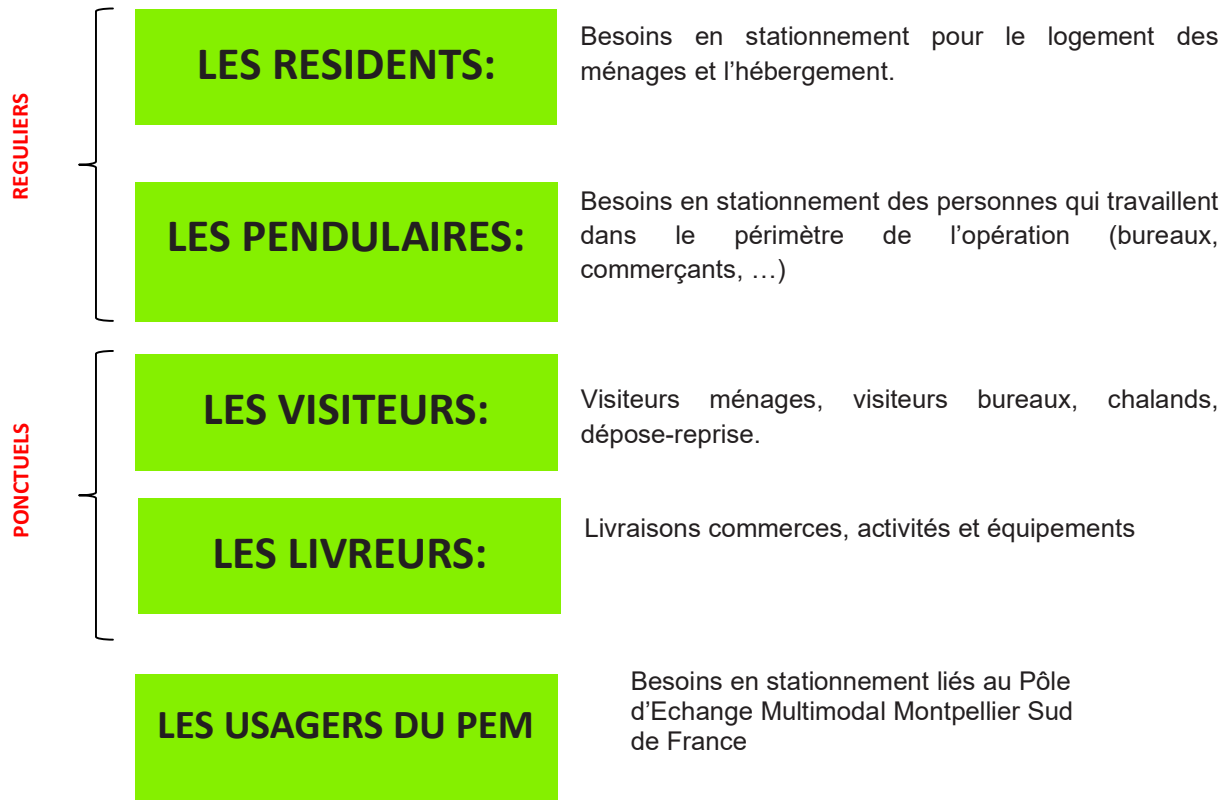 REGULIERS
LES RESIDENTS:
Besoins en stationnement pour le logement des
ménages et l’hébergement.
LES PENDULAIRES:
Besoins en stationnement des personnes qui travaillent
dans le périmètre de l’opération (bureaux,
commerçants, …)
PONCTUELS
LES VISITEURS:
Visiteurs ménages, visiteurs bureaux, chalands,
dépose-reprise.
LES LIVREURS:
Livraisons commerces, activités et équipements
LES USAGERS DU PEM
Besoins en stationnement liés au Pôle
d’Echange Multimodal Montpellier Sud
de France